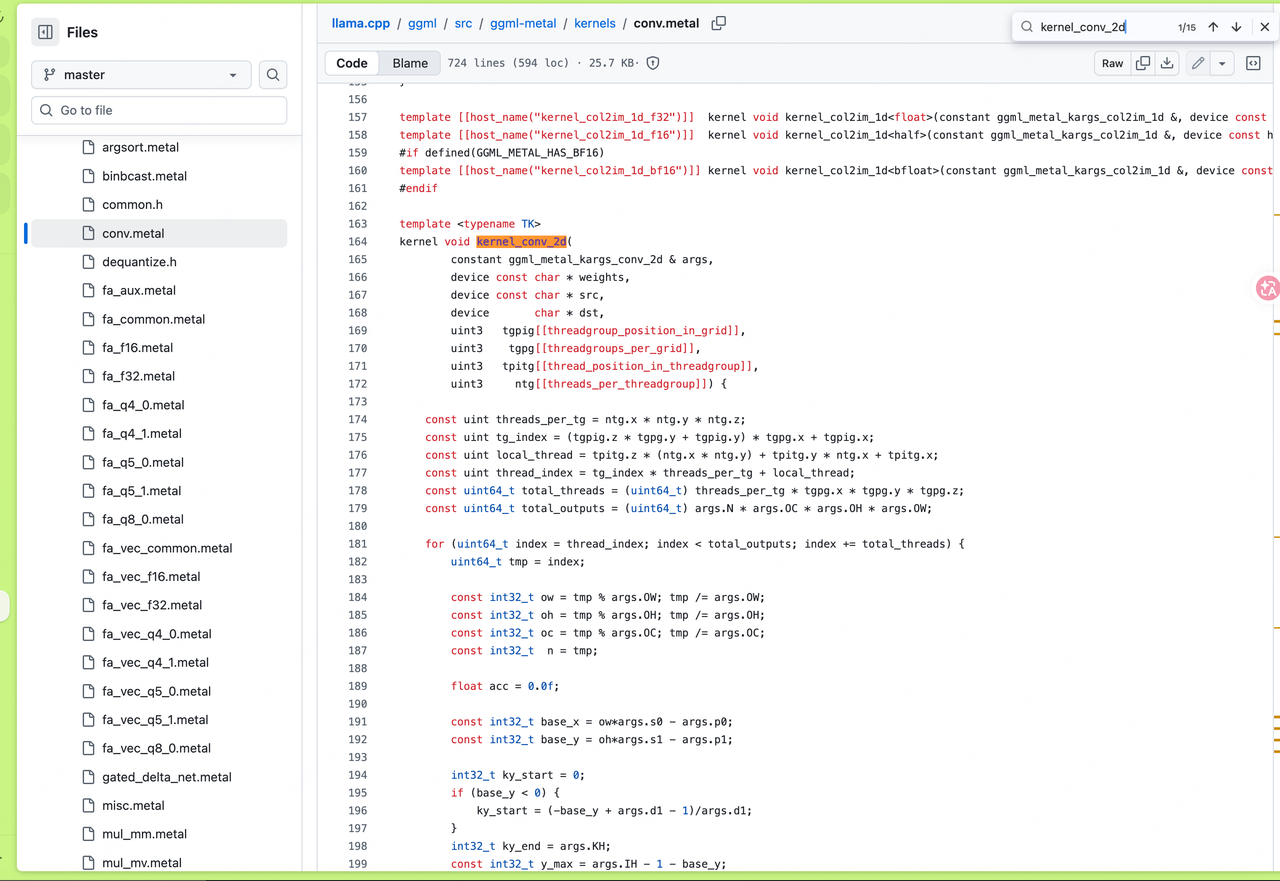 Files
master
Go to file
argsort.metal
binbcast.metal
common.h
conv.metal
dequantize.h
fa_aux.metal
fa_common.metal
fa_f16.metal
fa_f32.metal
fa_q4_0.metal
fa_q4_1.metal
fa_q5_0.metal
fa_q5_1.metal
fa_q8_0.metal
fa_vec_common.metal
fa_vec_f16.metal
fa_vec_f32.metal
fa_vec_q4_0.metal
fa_vec_q4_1.metal
fa_vec_q5_0.metal
fa_vec_q5_1.metal
fa_vec_q8_0.metal
gated_delta_net.metal
misc.metal
mul_mm.metal
mul_mv.metal
llama.cpp / ggml / src / ggml-metal / kernels / conv.metal
kernel_conv_2d 1/15
Code Blame 724 lines (594 loc) · 25.7 KB · Raw
156
157 template [[host_name("kernel_col2im_1d_f32")]]  kernel void kernel_col2im_1d<float>(constant ggml_metal_kargs_col2im_1d &, device const
158 template [[host_name("kernel_col2im_1d_f16")]]  kernel void kernel_col2im_1d<half>(constant ggml_metal_kargs_col2im_1d &, device const h
159 #if defined(GGML_METAL_HAS_BF16)
160 template [[host_name("kernel_col2im_1d_bf16")]] kernel void kernel_col2im_1d<bfloat>(constant ggml_metal_kargs_col2im_1d &, device const
161 #endif
162
163 template <typename TK>
164 kernel void kernel_conv_2d(
165         constant ggml_metal_kargs_conv_2d & args,
166         device const char * weights,
167         device const char * src,
168         device       char * dst,
169         uint3   tgpig[[threadgroup_position_in_grid]],
170         uint3    tgpg[[threadgroups_per_grid]],
171         uint3   tpitg[[thread_position_in_threadgroup]],
172         uint3     ntg[[threads_per_threadgroup]]) {
173
174     const uint threads_per_tg = ntg.x * ntg.y * ntg.z;
175     const uint tg_index = (tgpig.z * tgpg.y + tgpig.y) * tgpg.x + tgpig.x;
176     const uint local_thread = tpitg.z * (ntg.x * ntg.y) + tpitg.y * ntg.x + tpitg.x;
177     const uint thread_index = tg_index * threads_per_tg + local_thread;
178     const uint64_t total_threads = (uint64_t) threads_per_tg * tgpg.x * tgpg.y * tgpg.z;
179     const uint64_t total_outputs = (uint64_t) args.N * args.OC * args.OH * args.OW;
180
181     for (uint64_t index = thread_index; index < total_outputs; index += total_threads) {
182         uint64_t tmp = index;
183
184         const int32_t ow = tmp % args.OW; tmp /= args.OW;
185         const int32_t oh = tmp % args.OH; tmp /= args.OH;
186         const int32_t oc = tmp % args.OC; tmp /= args.OC;
187         const int32_t  n = tmp;
188
189         float acc = 0.0f;
190
191         const int32_t base_x = ow*args.s0 - args.p0;
192         const int32_t base_y = oh*args.s1 - args.p1;
193
194         int32_t ky_start = 0;
195         if (base_y < 0) {
196             ky_start = (-base_y + args.d1 - 1)/args.d1;
197         }
198         int32_t ky_end = args.KH;
199         const int32_t y_max = args.IH - 1 - base_y;